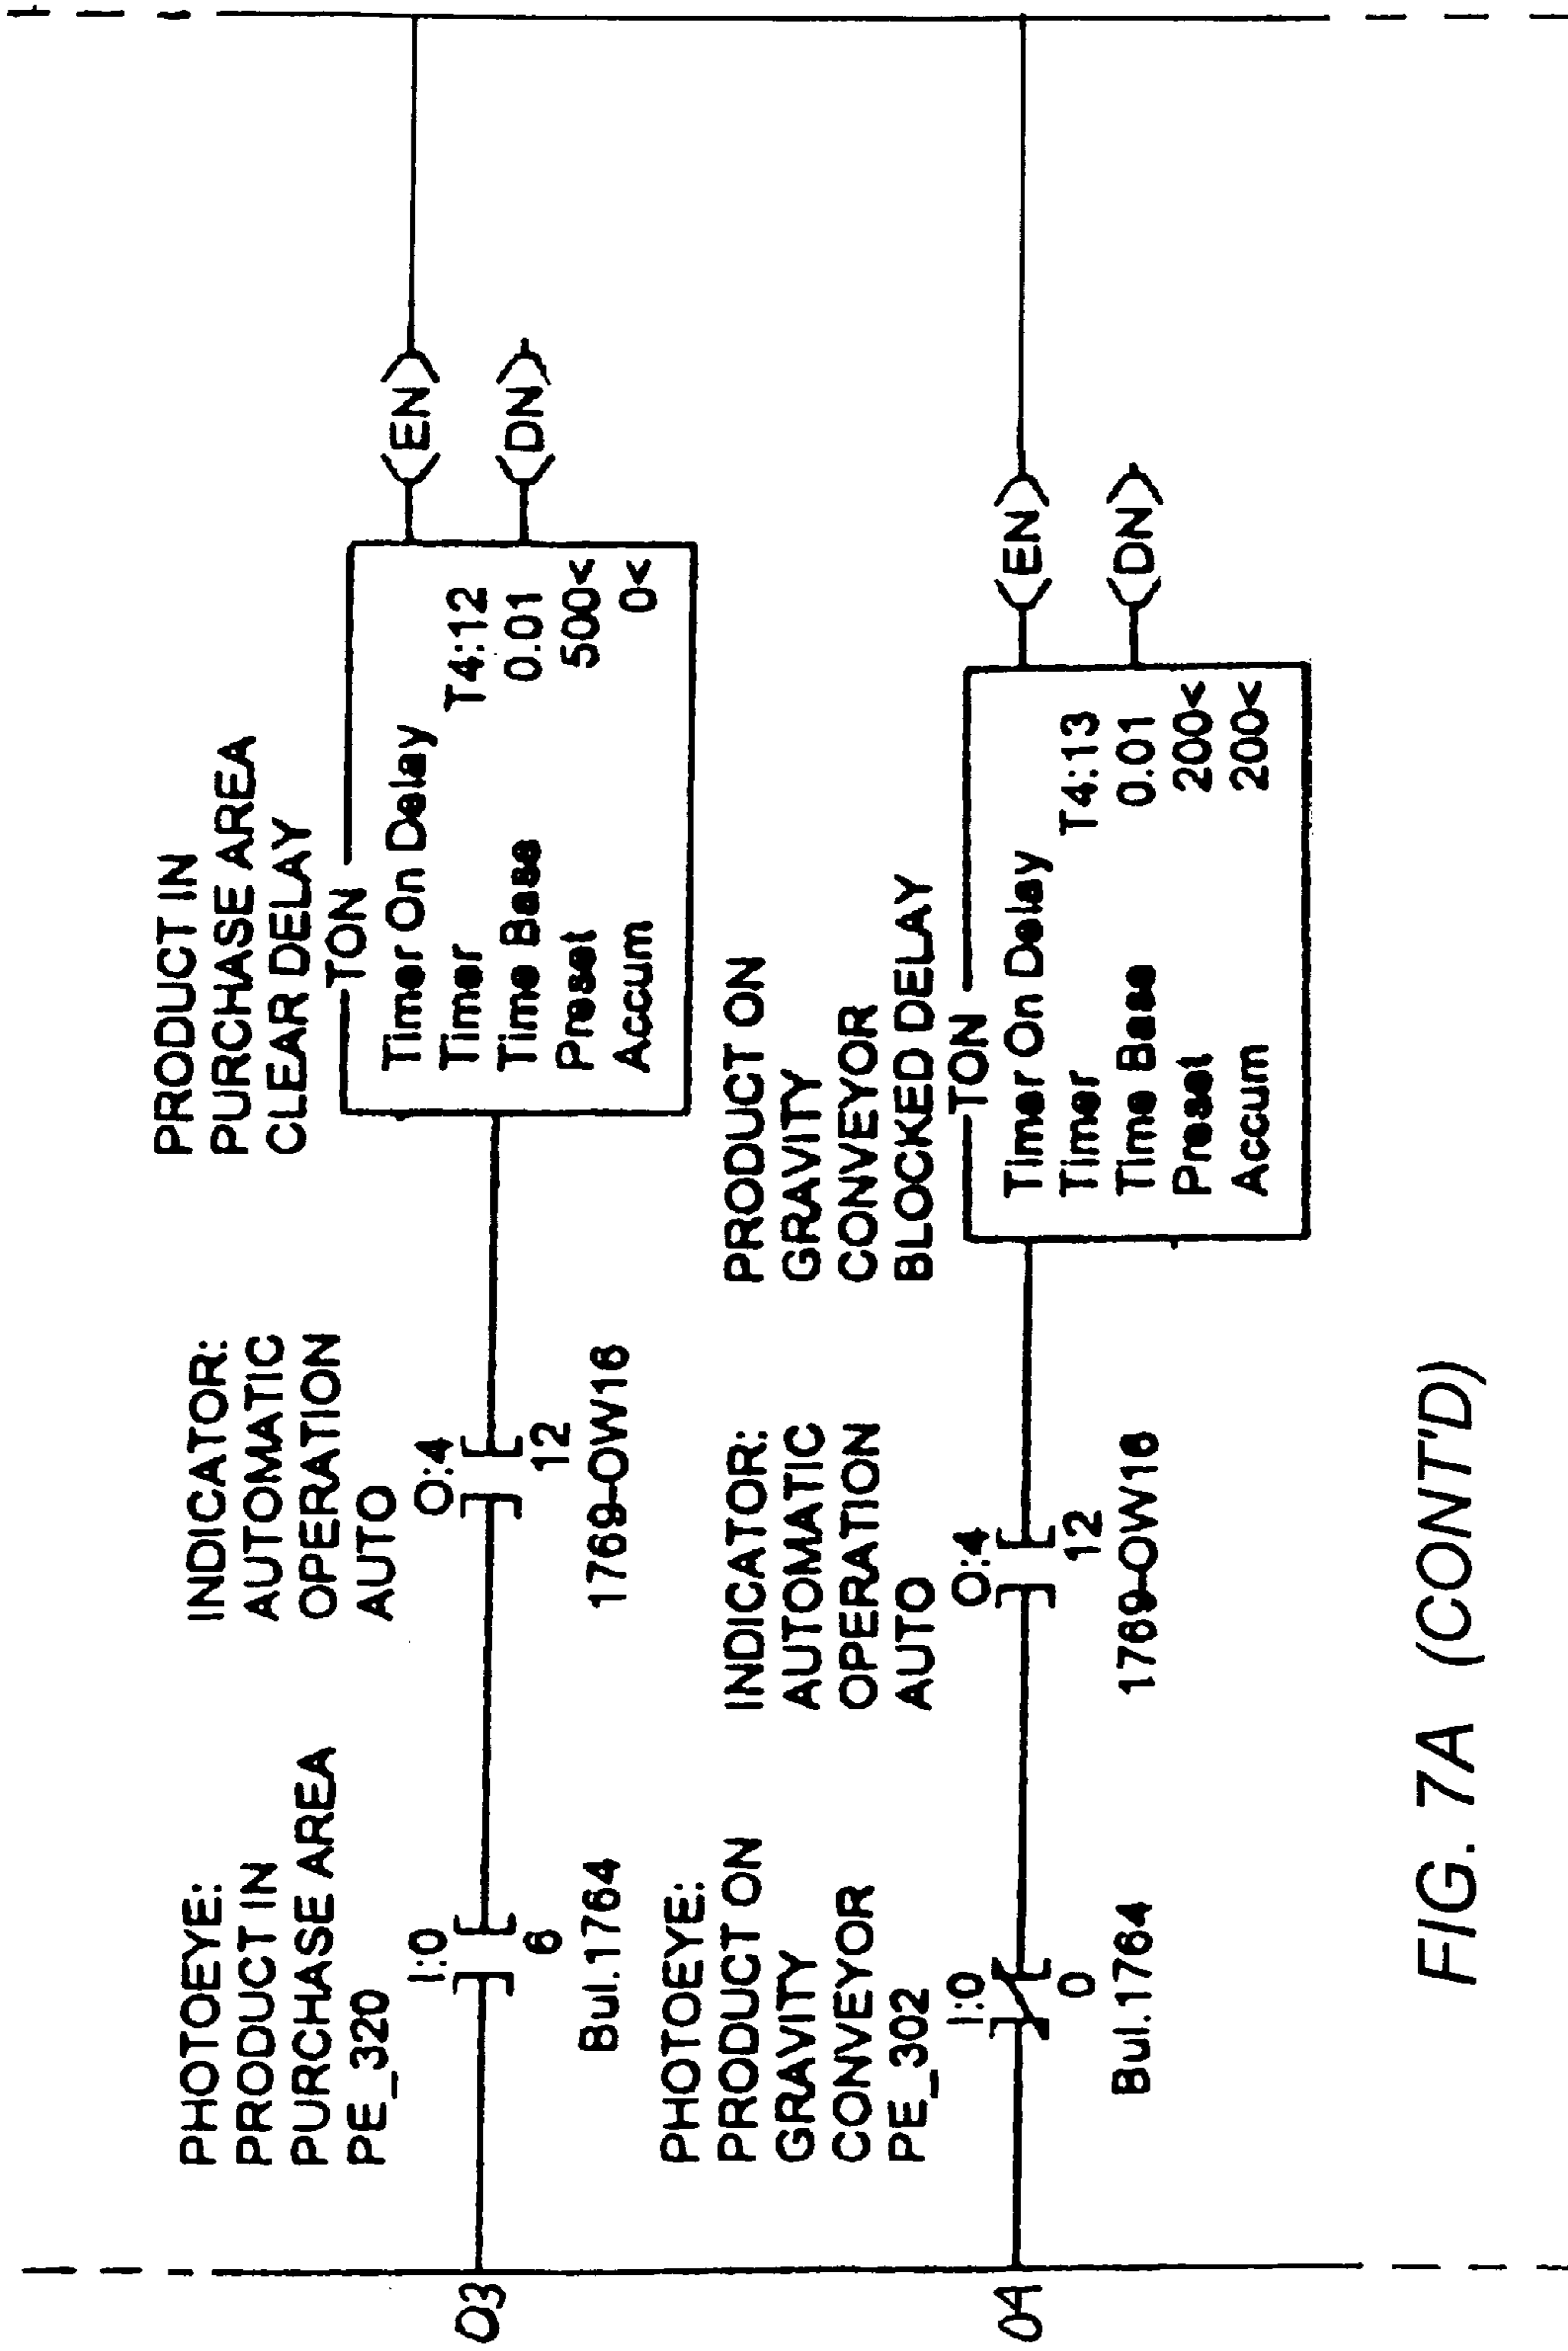 03
PHOTOEYE:
PRODUCT IN
PURCHASE AREA
PE_320
I:0
6
Bul.1764
INDICATOR:
AUTOMATIC
OPERATION
AUTO
O:4
12
1769-OW16
PRODUCT IN
PURCHASE AREA
CLEAR DELAY
TON
Timer On Delay
Timer T4:12
Time Base 0.01
Preset 500<
Accum 0<
EN
DN
04
PHOTOEYE:
PRODUCT ON
GRAVITY
CONVEYOR
PE_302
I:0
0
Bul.1764
INDICATOR:
AUTOMATIC
OPERATION
AUTO
O:4
12
1769-OW16
PRODUCT ON
GRAVITY
CONVEYOR
BLOCKED DELAY
TON
Timer On Delay
Timer T4:13
Time Base 0.01
Preset 200<
Accum 200<
EN
DN
FIG. 7A (CONT'D)